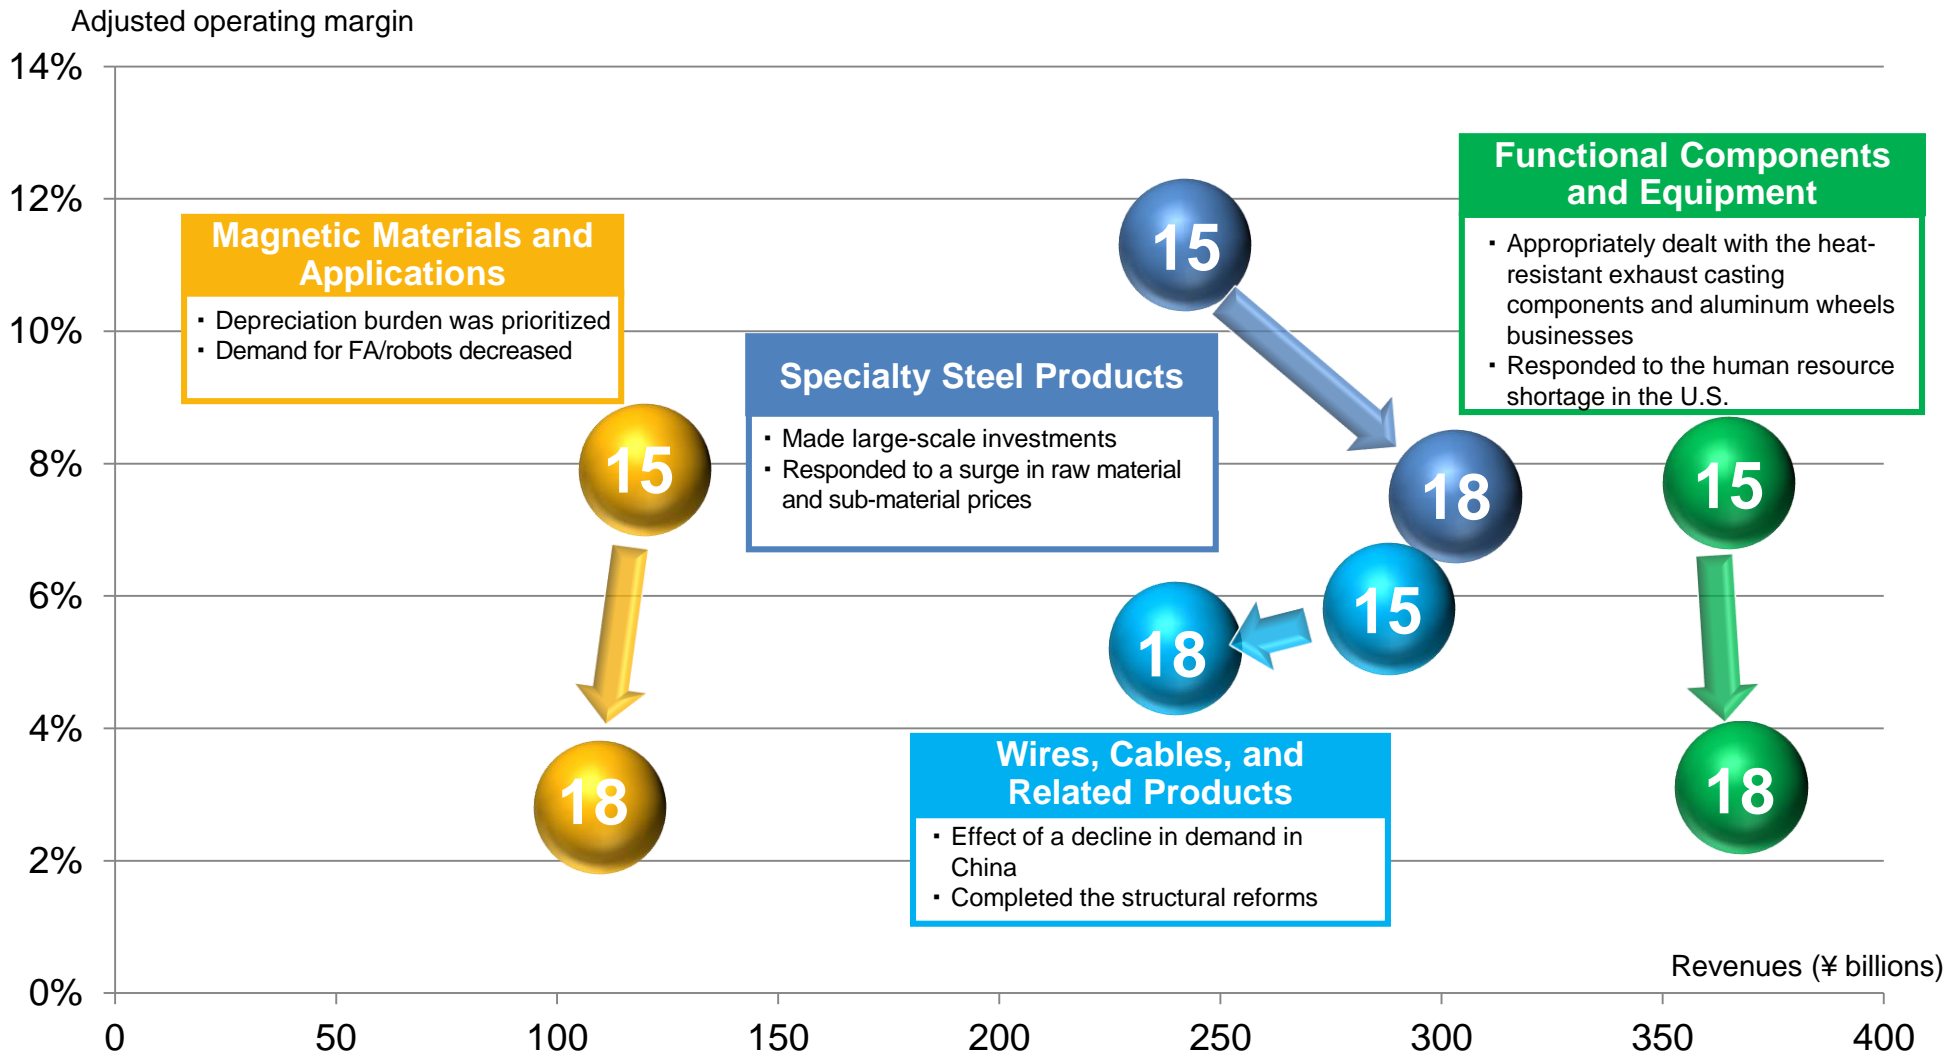 Adjusted operating margin
14%
12%
10%
8%
6%
4%
2%
0%
Magnetic Materials and
Applications
▪ Depreciation burden was prioritized
▪ Demand for FA/robots decreased
15
18
Specialty Steel Products
▪ Made large-scale investments
▪ Responded to a surge in raw material
and sub-material prices
15
18
Functional Components
and Equipment
▪ Appropriately dealt with the heat-
resistant exhaust casting
components and aluminum wheels
businesses
▪ Responded to the human resource
shortage in the U.S.
15
18
15
18
Wires, Cables, and
Related Products
▪ Effect of a decline in demand in
China
▪ Completed the structural reforms
Revenues (¥ billions)
0 50 100 150 200 250 300 350 400